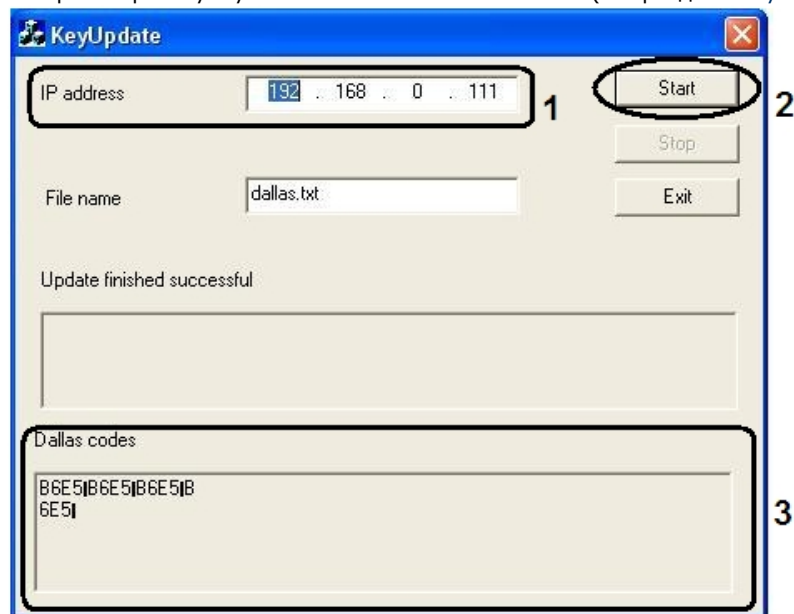 KeyUpdate
IP address 192 . 168 . 0 . 111
1
Start
2
Stop
File name dallas.txt
Exit
Update finished successful
Dallas codes
B6E5|B6E5|B6E5|B
6E5|
3